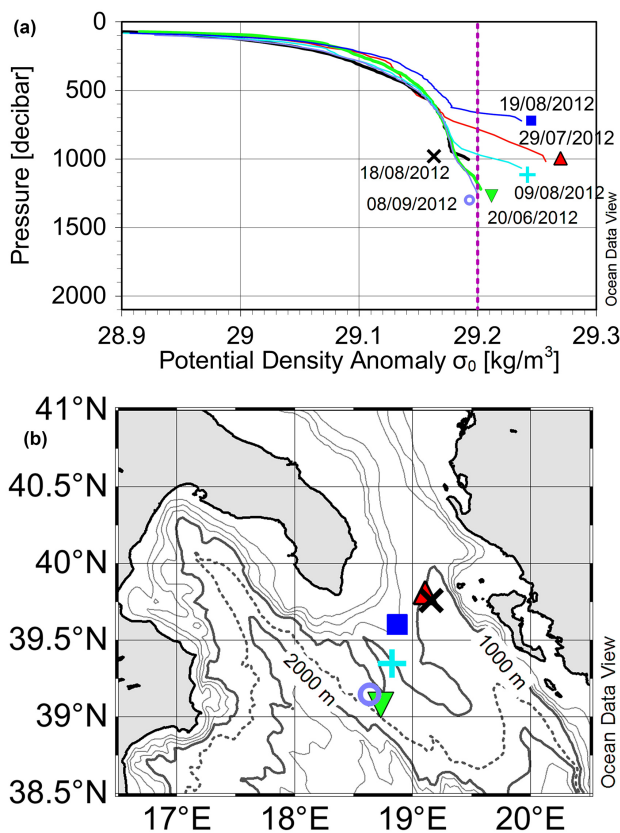 (a)
0
500
1000
1500
2000
Pressure [decibar]
19/08/2012
29/07/2012
18/08/2012
09/08/2012
08/09/2012
20/06/2012
Ocean Data View
28.9
29
29.1
29.2
29.3
Potential Density Anomaly σ₀ [kg/m³]
(b)
41°N
40.5°N
40°N
39.5°N
39°N
38.5°N
2000 m
1000 m
Ocean Data View
17°E
18°E
19°E
20°E